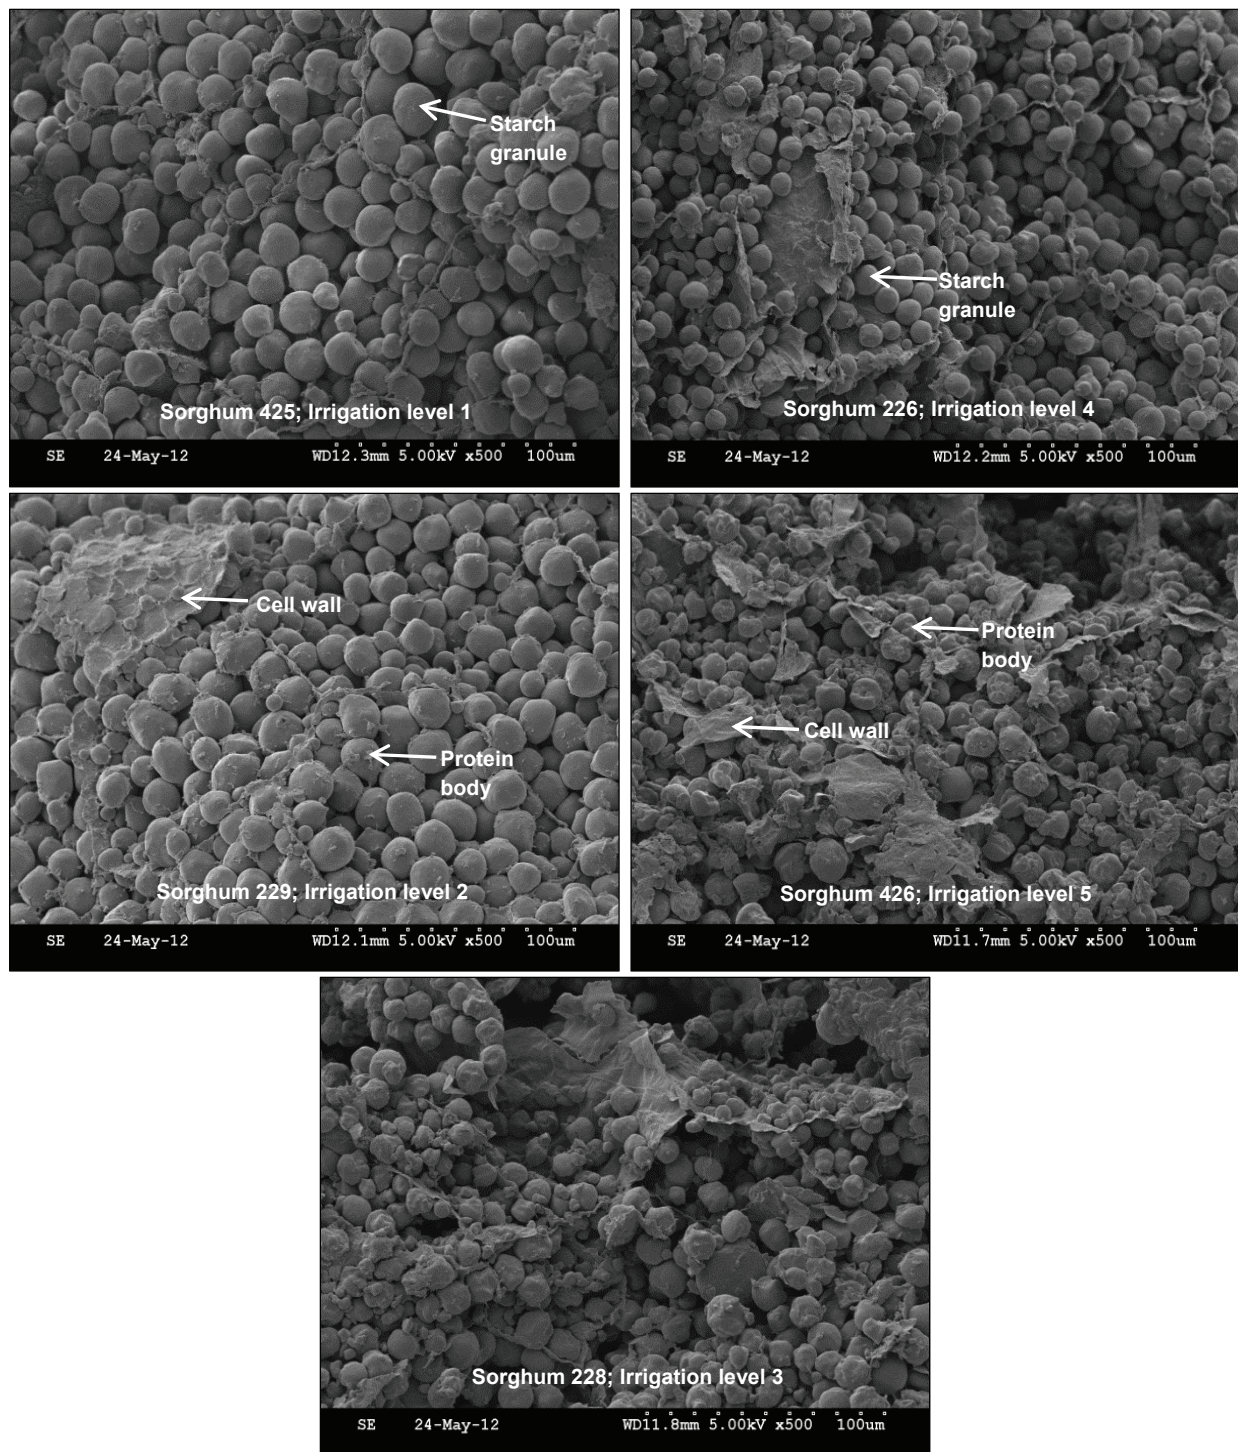 Starch
granule
Sorghum 425; Irrigation level 1
SE 24-May-12 WD12.3mm 5.00kV x500 100um
Starch
granule
Sorghum 226; Irrigation level 4
SE 24-May-12 WD12.2mm 5.00kV x500 100um
Cell wall
Protein
body
Sorghum 229; Irrigation level 2
SE 24-May-12 WD12.1mm 5.00kV x500 100um
Protein
body
Cell wall
Sorghum 426; Irrigation level 5
SE 24-May-12 WD11.7mm 5.00kV x500 100um
Sorghum 228; Irrigation level 3
SE 24-May-12 WD11.8mm 5.00kV x500 100um